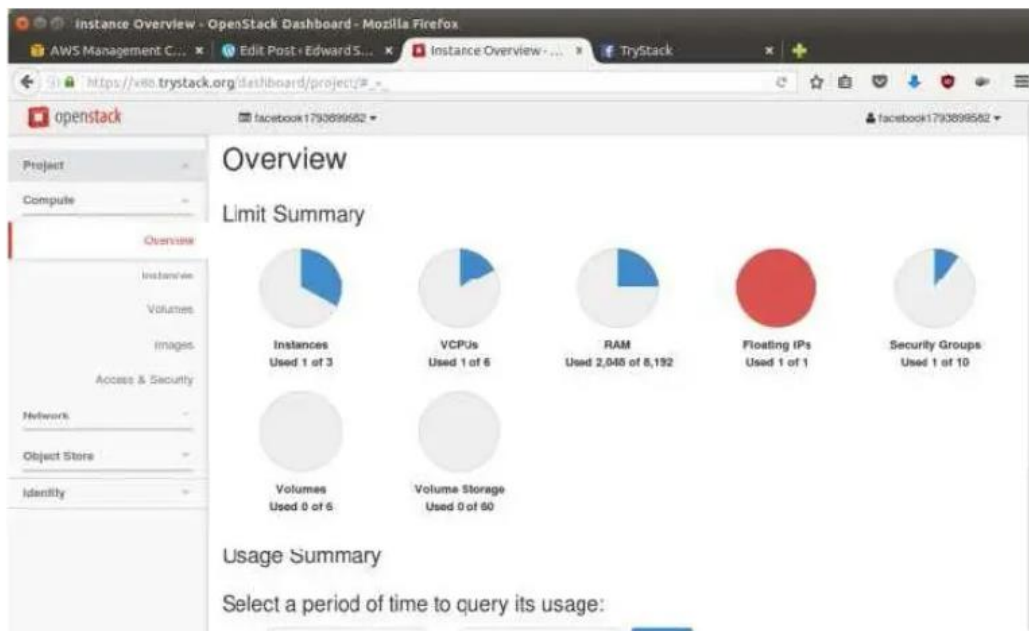 Instance Overview - OpenStack Dashboard - Mozilla Firefox
AWS Management C... × Edit Post ‹ Edward S... × Instance Overview - ... × TryStack ×
trystack.org/dashboard/project/#_-_
openstack facebook1793899582 facebook1793899582
Project
Compute
Overview
Instances
Volumes
Images
Access & Security
Network
Object Store
Identity
Overview
Limit Summary
Instances
Used 1 of 3
VCPUs
Used 1 of 6
RAM
Used 2,048 of 8,192
Floating IPs
Used 1 of 1
Security Groups
Used 1 of 10
Volumes
Used 0 of 6
Volume Storage
Used 0 of 60
Usage Summary
Select a period of time to query its usage: